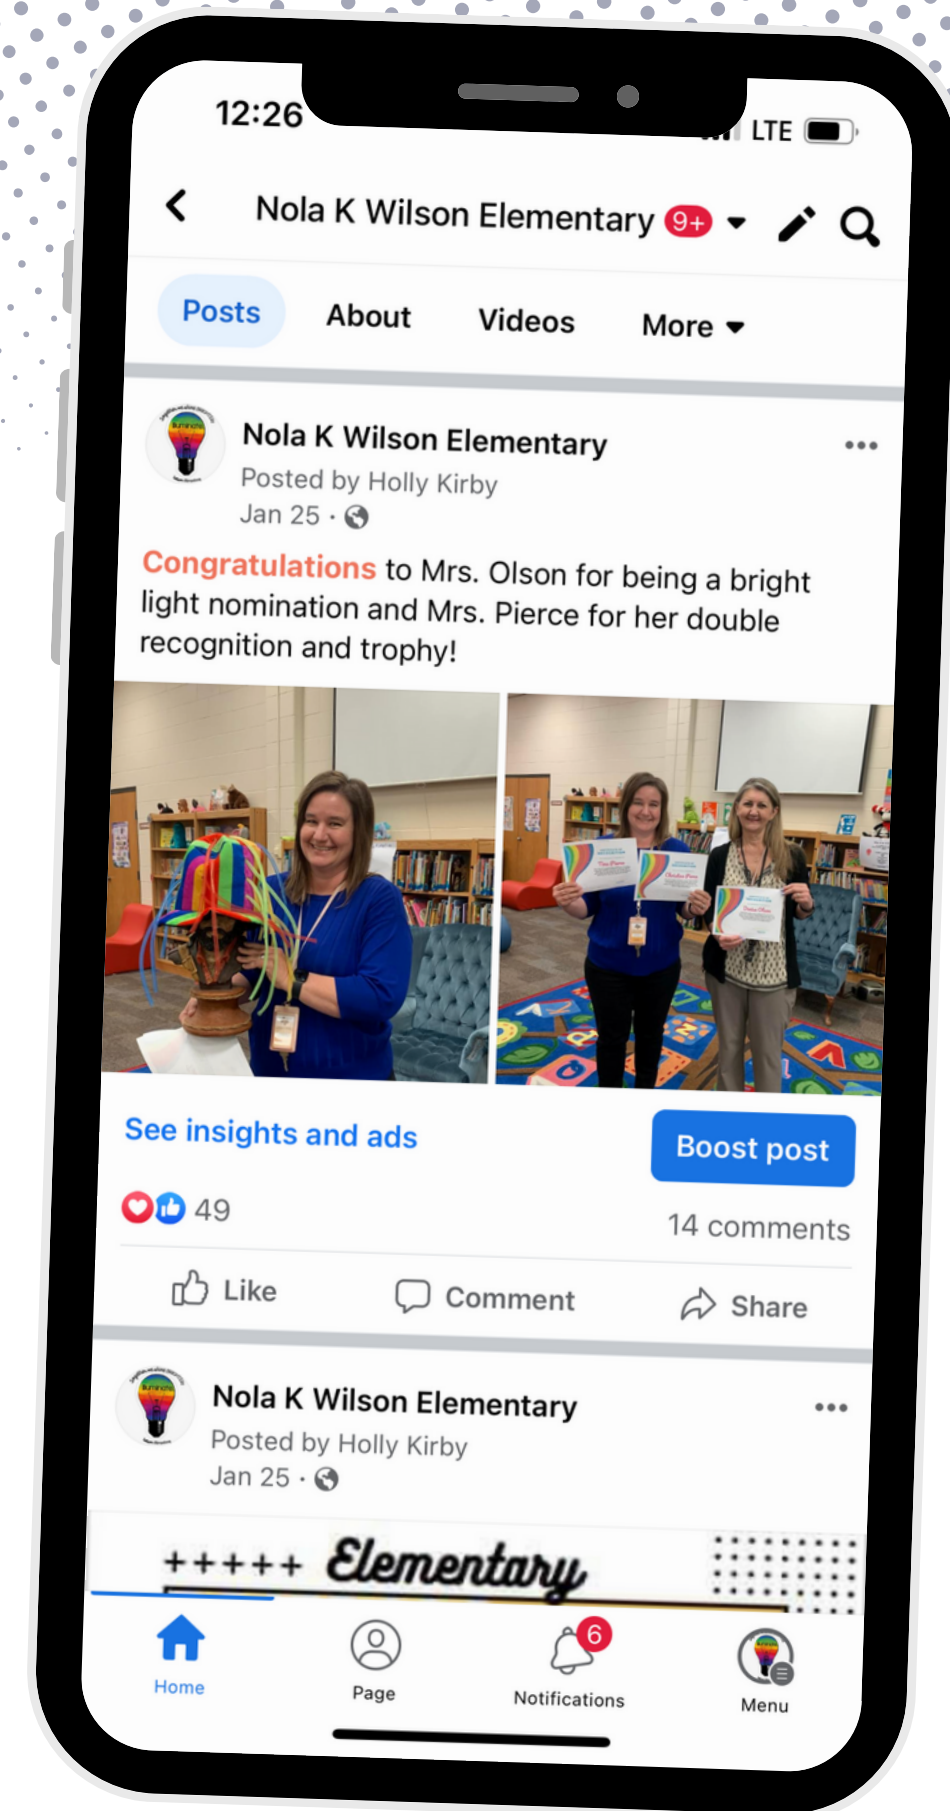 12:26
LTE
Nola K Wilson Elementary 9+
Posts About Videos More
Nola K Wilson Elementary
Posted by Holly Kirby
Jan 25 ·
Congratulations to Mrs. Olson for being a bright
light nomination and Mrs. Pierce for her double
recognition and trophy!
See insights and ads
Boost post
49
14 comments
Like Comment Share
Nola K Wilson Elementary
Posted by Holly Kirby
Jan 25 ·
+++++ Elementary
6
Home Page Notifications Menu